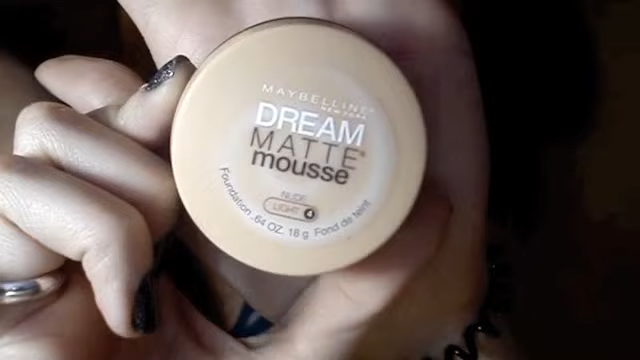 MAYBELLINE®
NEW YORK
DREAM
MATTE®
mousse
NUDE
LIGHT 4
Foundation .64 OZ. 18 g Fond de teint